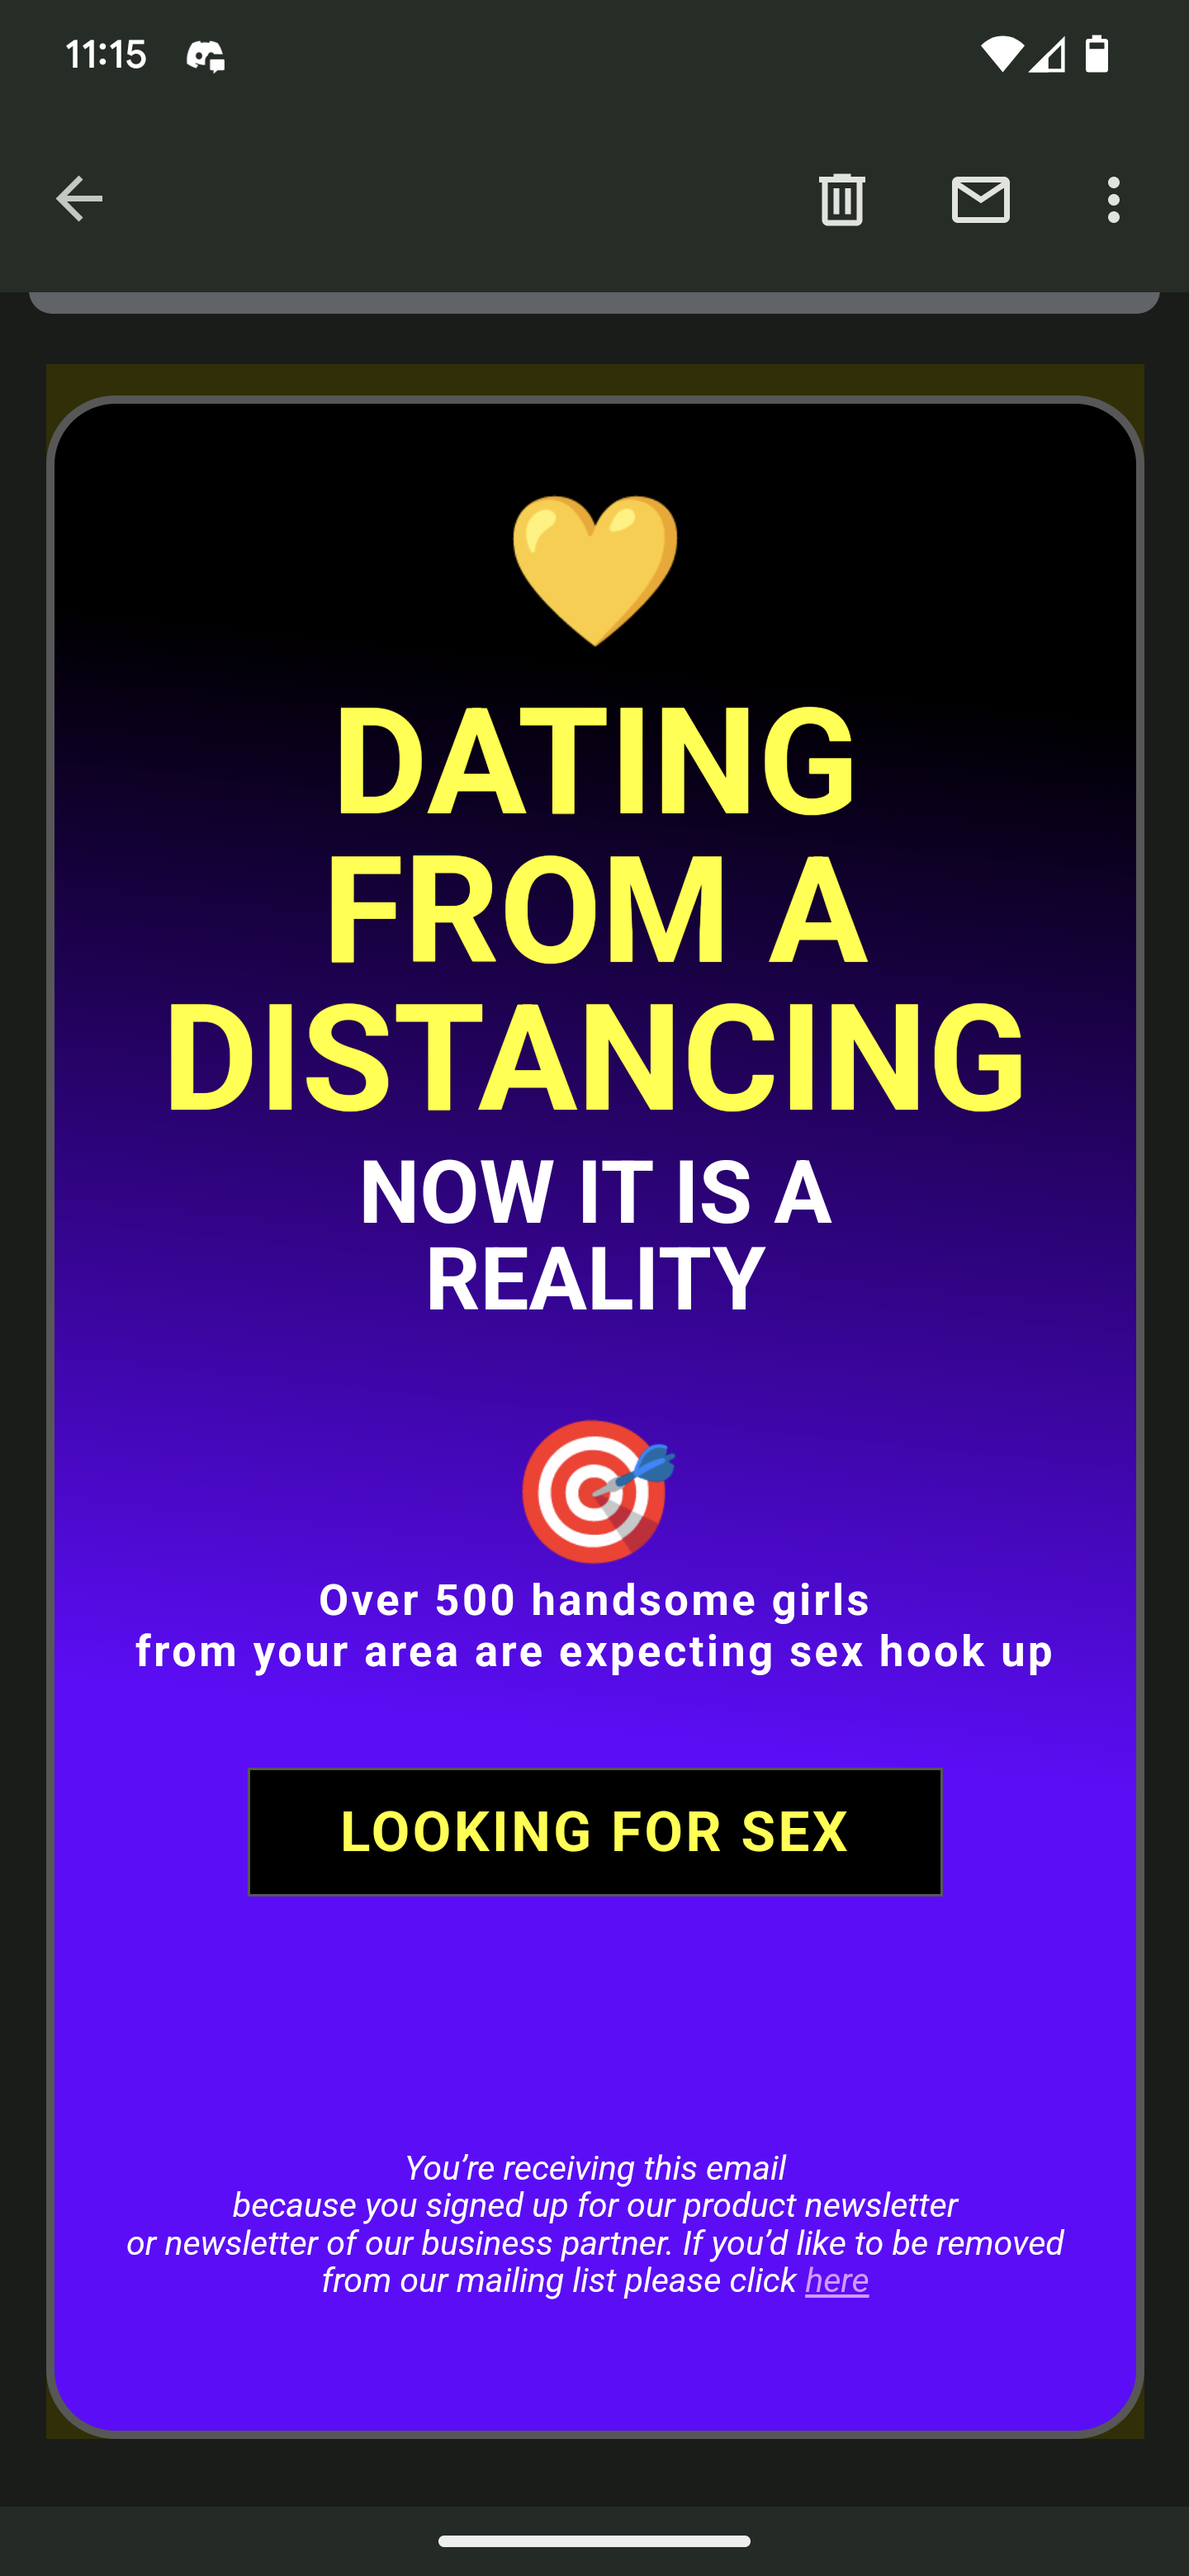 11:15
DATING
FROM A
DISTANCING
NOW IT IS A
REALITY
Over 500 handsome girls
from your area are expecting sex hook up
LOOKING FOR SEX
You’re receiving this email
because you signed up for our product newsletter
or newsletter of our business partner. If you’d like to be removed
from our mailing list please click here